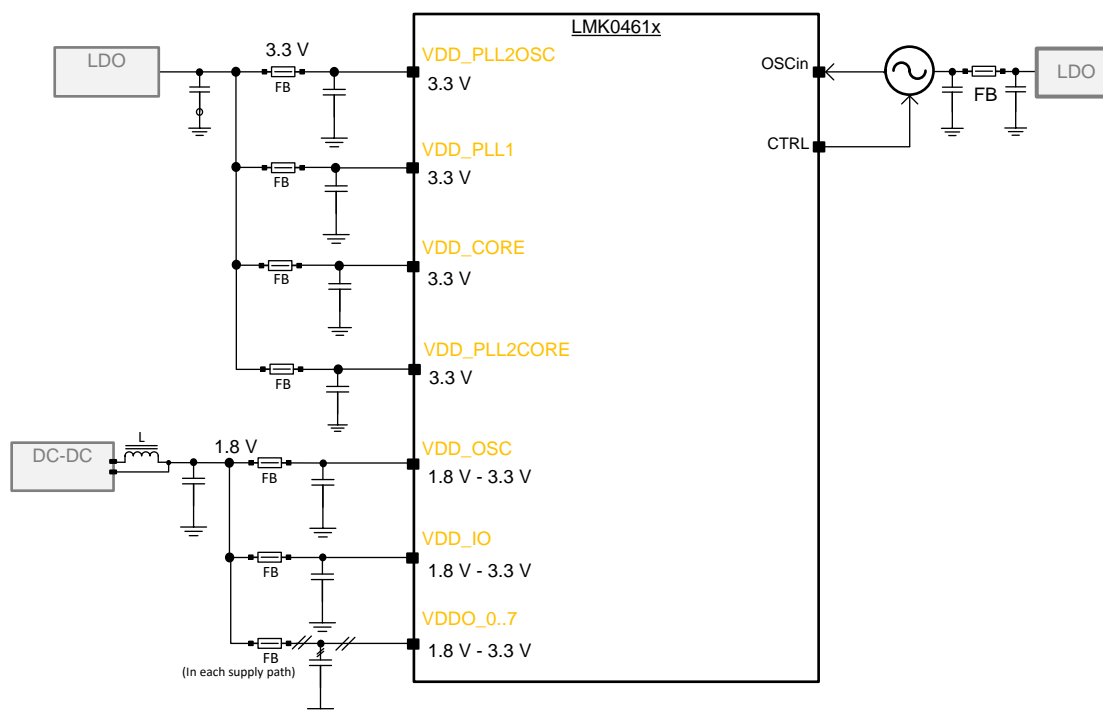 LMK0461x
LDO
3.3 V
FB
VDD_PLL2OSC
3.3 V
OSCin
FB
LDO
CTRL
VDD_PLL1
3.3 V
FB
VDD_CORE
3.3 V
FB
VDD_PLL2CORE
3.3 V
FB
DC-DC
L
1.8 V
FB
VDD_OSC
1.8 V - 3.3 V
VDD_IO
1.8 V - 3.3 V
FB
VDDO_0..7
1.8 V - 3.3 V
FB
(In each supply path)